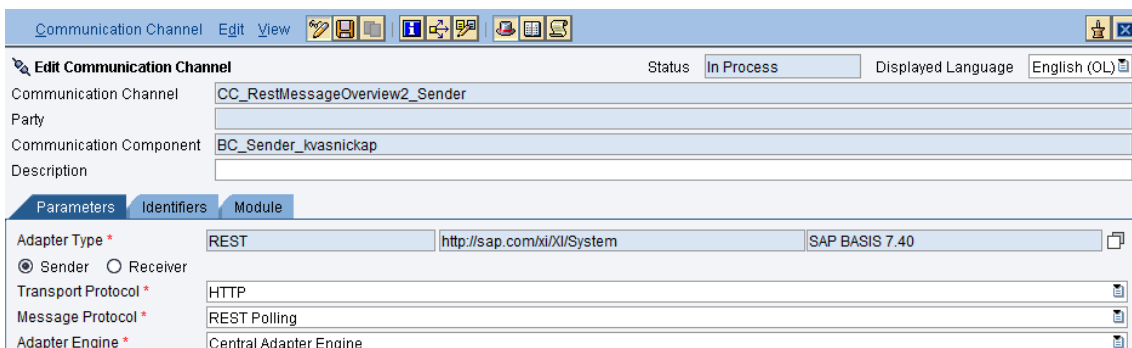 Communication Channel Edit View
Edit Communication Channel Status In Process Displayed Language English (OL)
Communication Channel CC_RestMessageOverview2_Sender
Party
Communication Component BC_Sender_kvasnickap
Description
Parameters Identifiers Module
Adapter Type * REST http://sap.com/xi/XI/System SAP BASIS 7.40
Sender Receiver
Transport Protocol * HTTP
Message Protocol * REST Polling
Adapter Engine * Central Adapter Engine